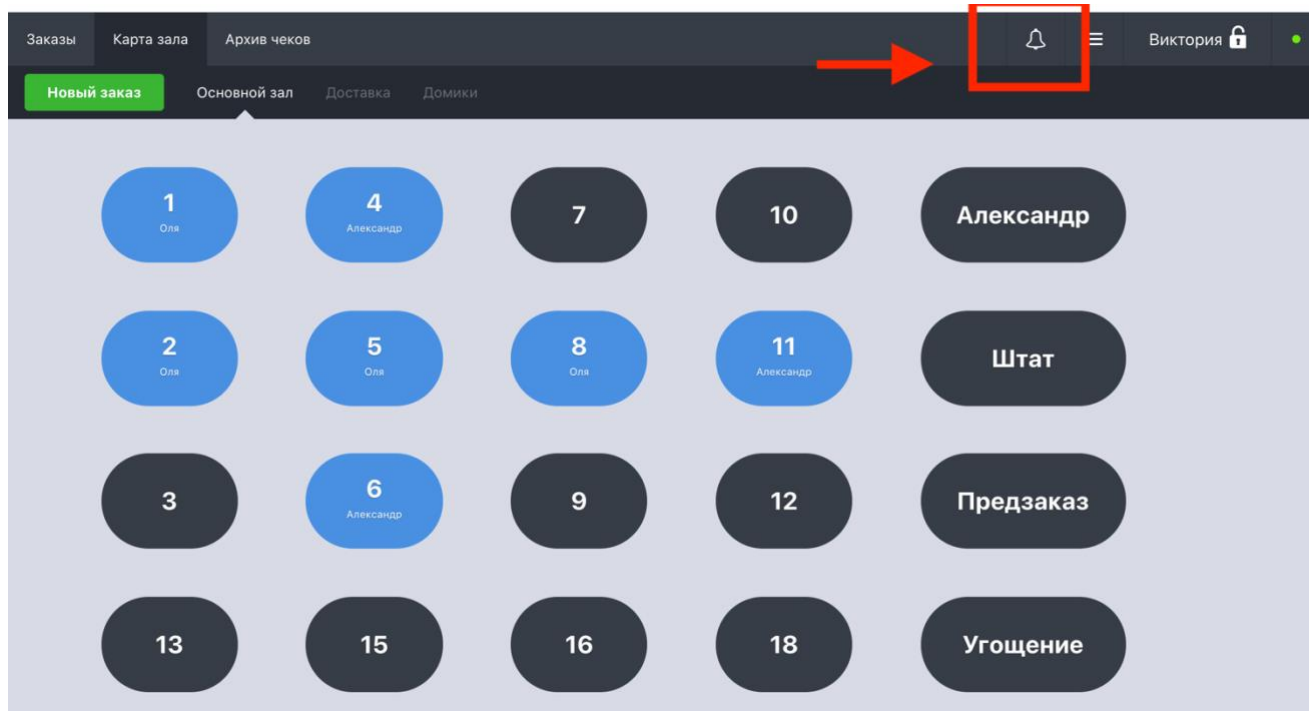 Заказы Карта зала Архив чеков Виктория
Новый заказ Основной зал Доставка Домики
1 4 7 10 Александр
Оля Александр
2 5 8 11 Штат
Оля Оля Оля Александр
3 6 9 12 Предзаказ
Александр
13 15 16 18 Угощение